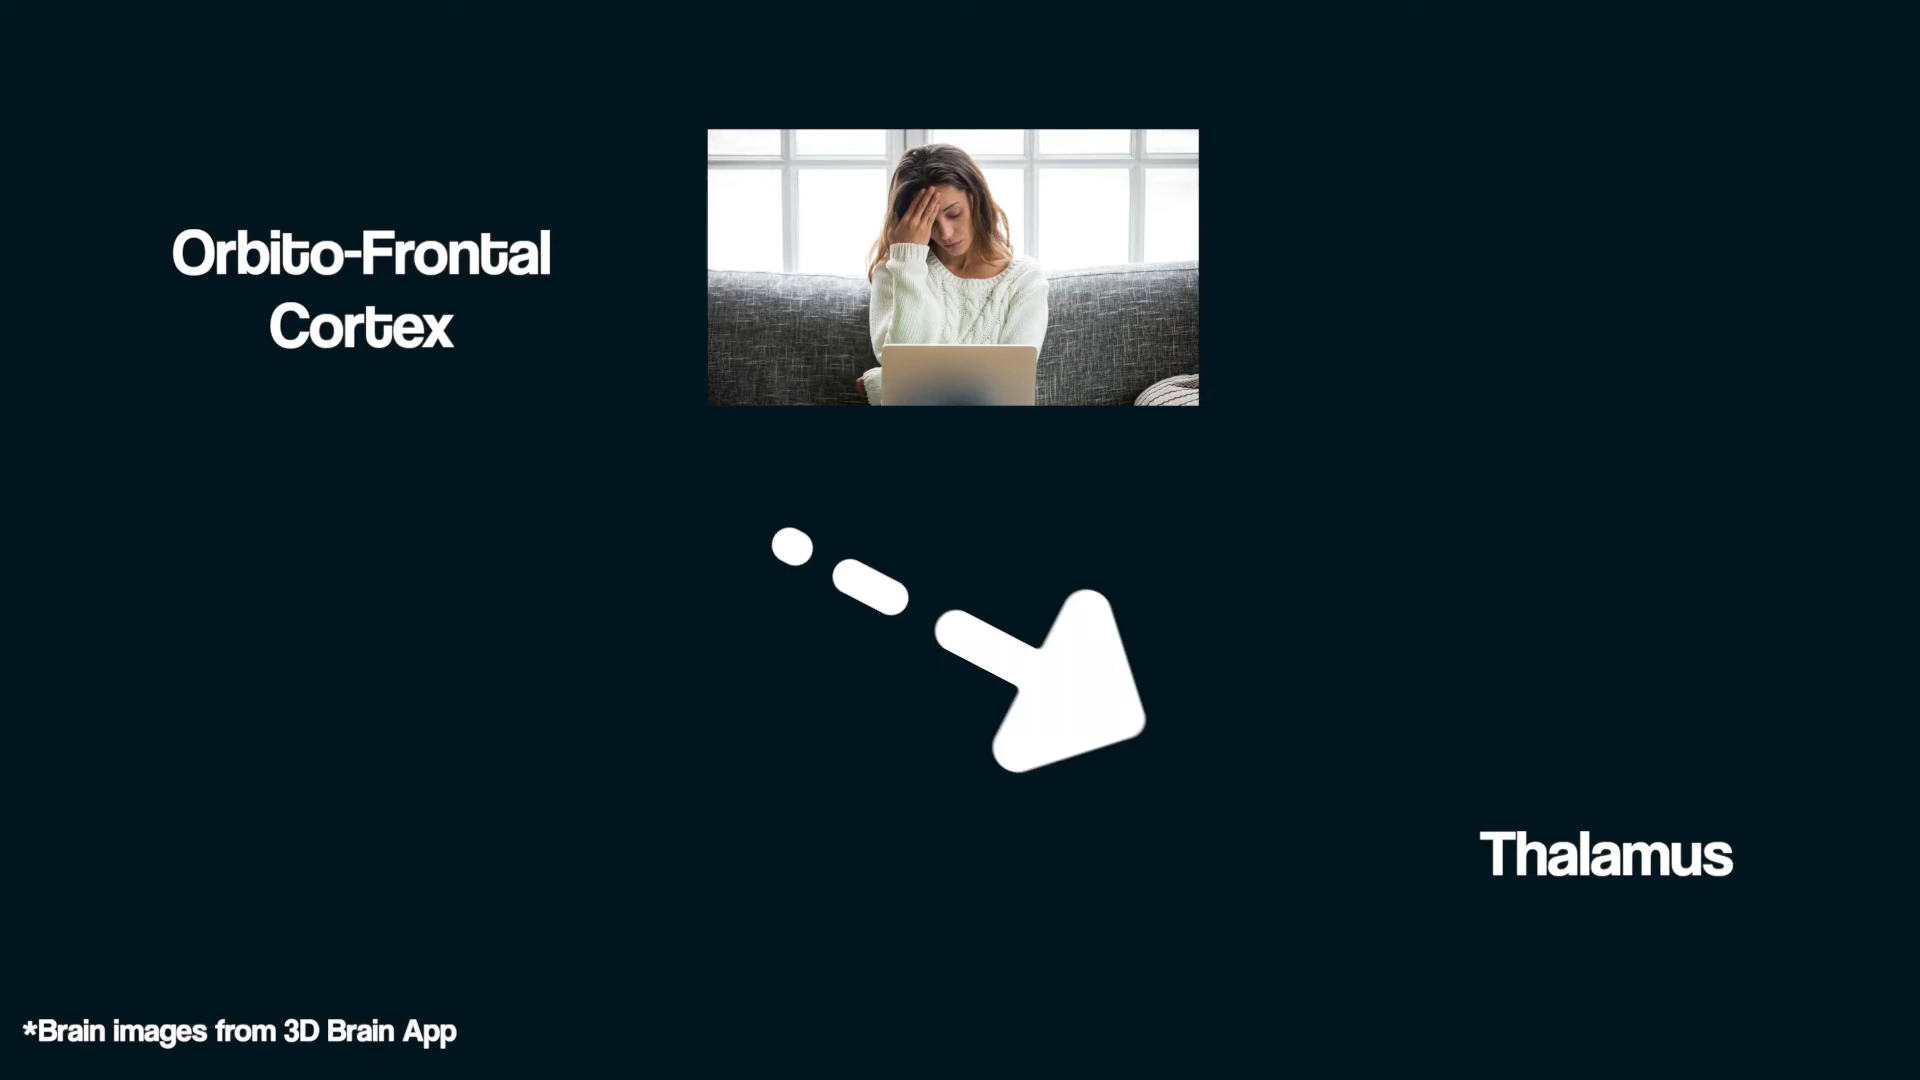 Orbito-Frontal
Cortex
Thalamus
*Brain images from 3D Brain App